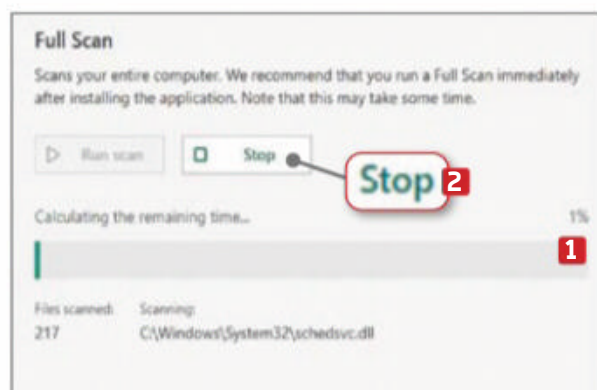 Full Scan
Scans your entire computer. We recommend that you run a Full Scan immediately
after installing the application. Note that this may take some time.
Run scan
Stop
Stop 2
Calculating the remaining time...
1%
1
Files scanned: Scanning:
217 C:\Windows\System32\schedsvc.dll